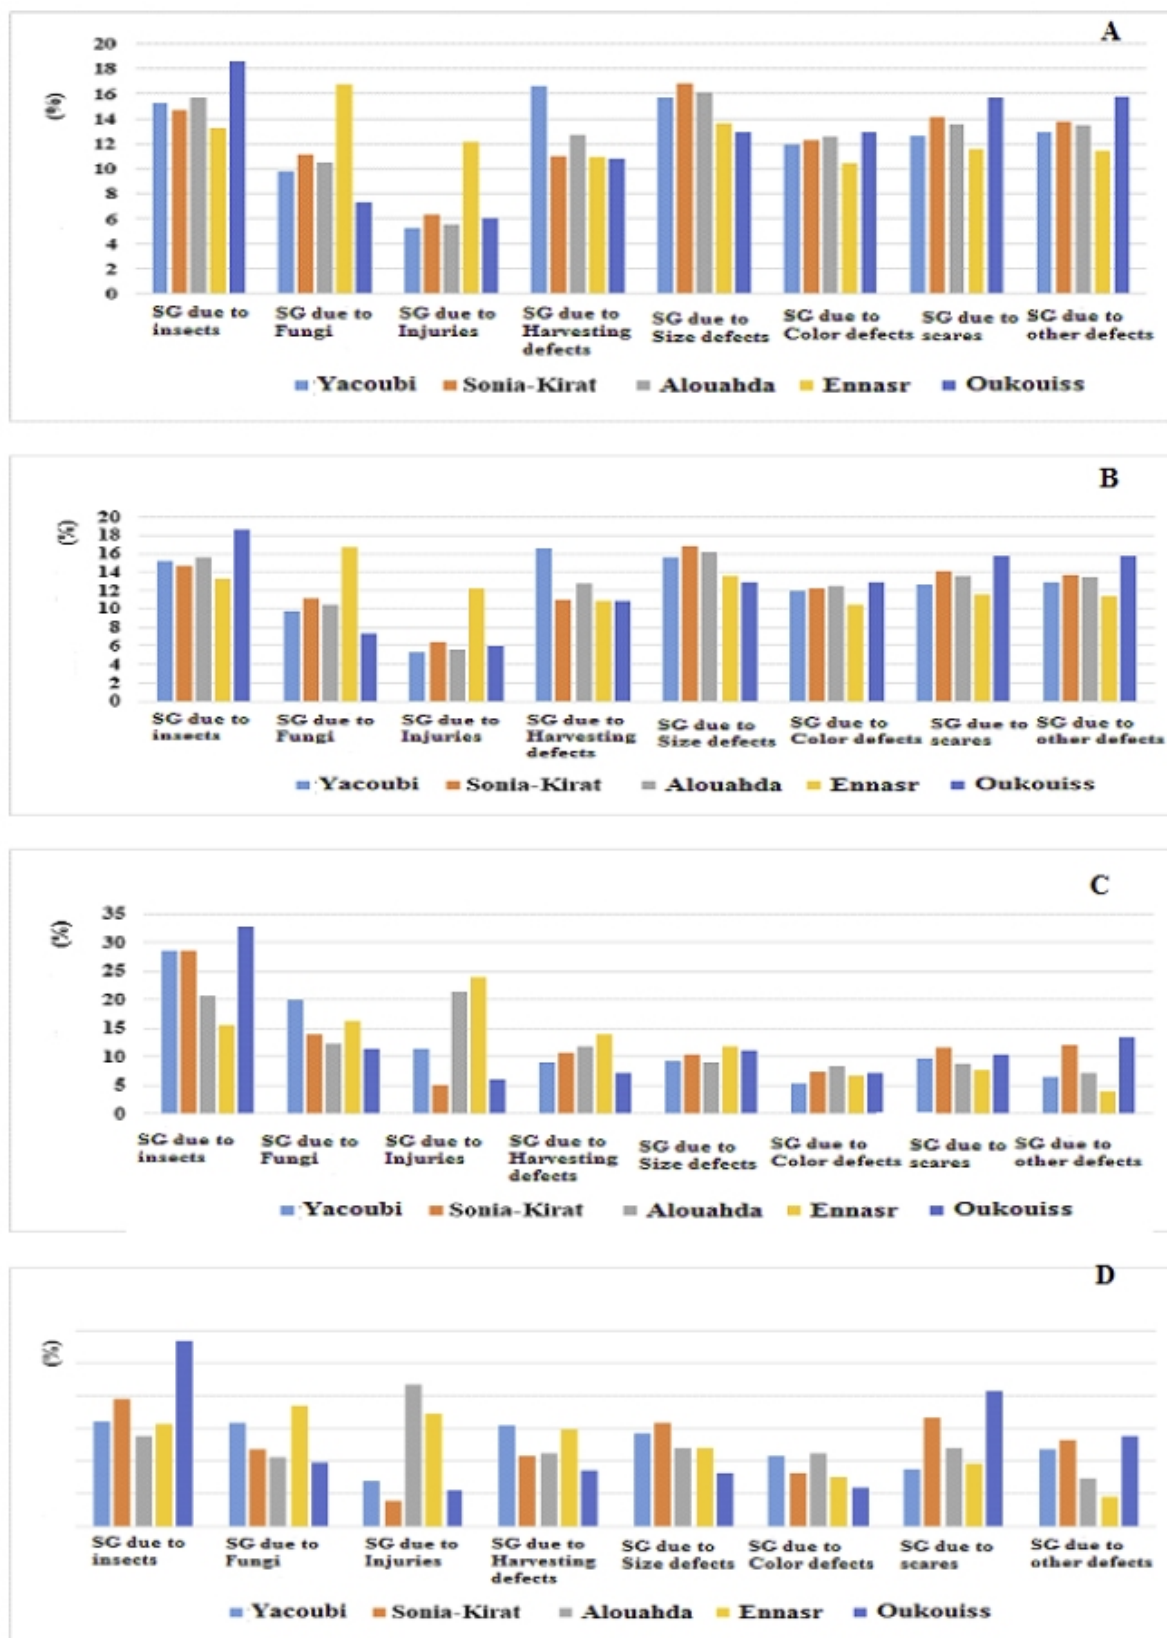 A
(%)
20
18
16
14
12
10
8
6
4
2
0
SG due to insects
SG due to Fungi
SG due to Injuries
SG due to Harvesting defects
SG due to Size defects
SG due to Color defects
SG due to scares
SG due to other defects
Yacoubi Sonia-Kirat Alouahda Ennasr Oukouiss
B
(%)
20
18
16
14
12
10
8
6
4
2
0
SG due to insects
SG due to Fungi
SG due to Injuries
SG due to Harvesting defects
SG due to Size defects
SG due to Color defects
SG due to scares
SG due to other defects
Yacoubi Sonia-Kirat Alouahda Ennasr Oukouiss
C
(%)
35
30
25
20
15
10
5
0
SG due to insects
SG due to Fungi
SG due to Injuries
SG due to Harvesting defects
SG due to Size defects
SG due to Color defects
SG due to scares
SG due to other defects
Yacoubi Sonia-Kirat Alouahda Ennasr Oukouiss
D
(%)
SG due to insects
SG due to Fungi
SG due to Injuries
SG due to Harvesting defects
SG due to Size defects
SG due to Color defects
SG due to scares
SG due to other defects
Yacoubi Sonia-Kirat Alouahda Ennasr Oukouiss